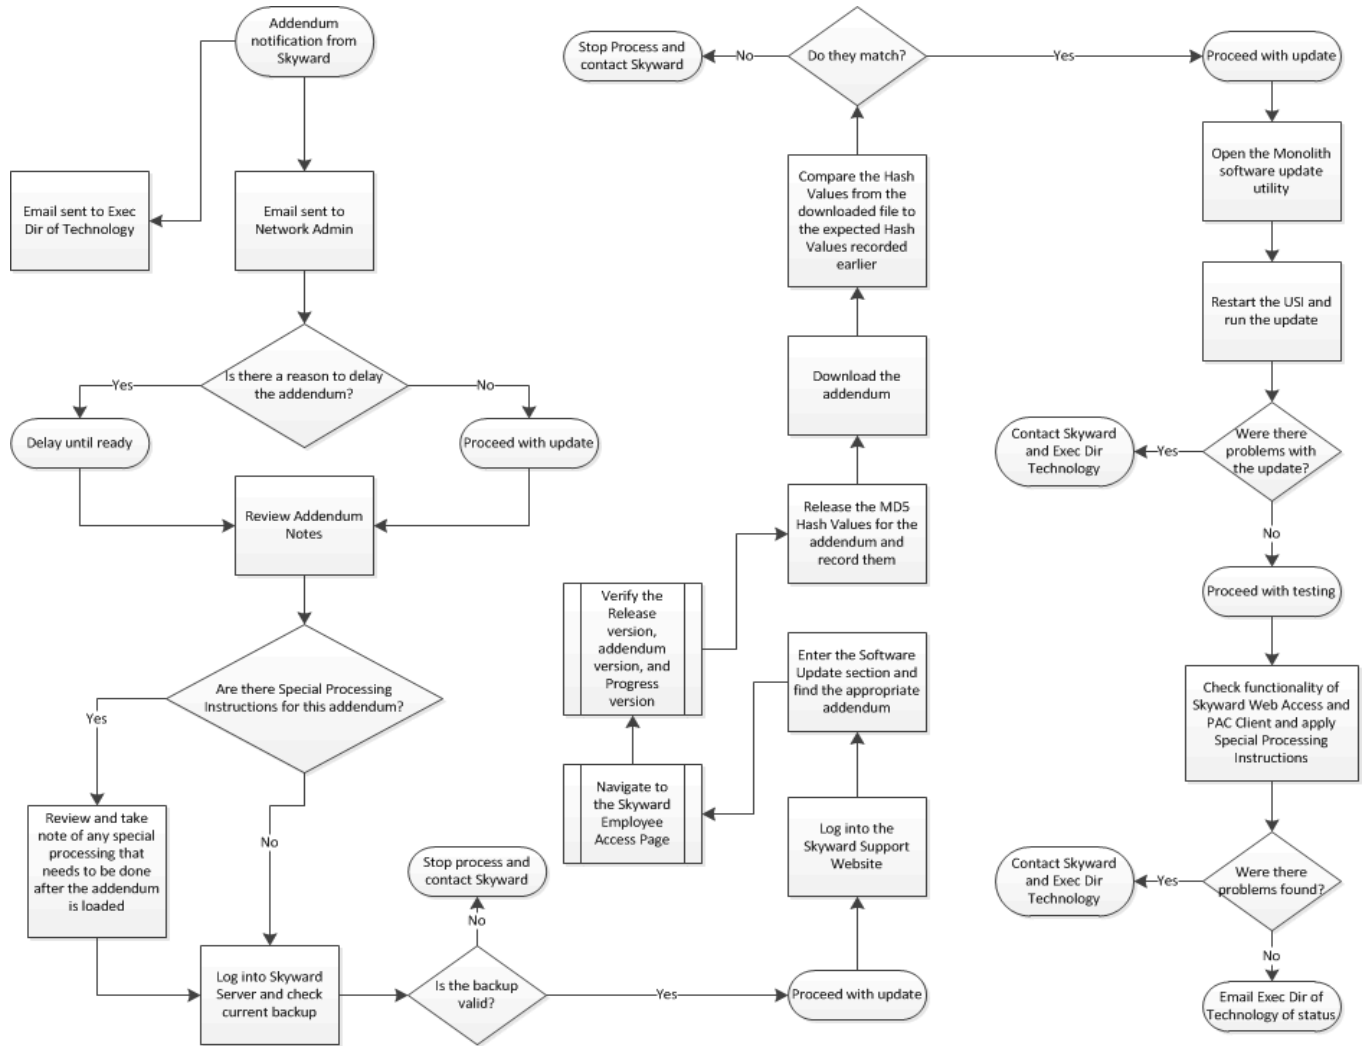 Addendum
notification from
Skyward
Email sent to Exec
Dir of Technology
Email sent to
Network Admin
Is there a reason to delay
the addendum?
Yes
No
Delay until ready
Proceed with update
Review Addendum
Notes
Are there Special Processing
Instructions for this addendum?
Yes
No
Review and take
note of any special
processing that
needs to be done
after the addendum
is loaded
Log into Skyward
Server and check
current backup
Is the backup
valid?
No
Stop process and
contact Skyward
Yes
Proceed with update
Log into the
Skyward Support
Website
Enter the Software
Update section and
find the appropriate
addendum
Navigate to
the Skyward
Employee
Access Page
Verify the
Release
version,
addendum
version, and
Progress
version
Release the MD5
Hash Values for the
addendum and
record them
Download the
addendum
Compare the Hash
Values from the
downloaded file to
the expected Hash
Values recorded
earlier
Do they match?
No
Stop Process and
contact Skyward
Yes
Proceed with update
Open the Monolith
software update
utility
Restart the USI and
run the update
Were there
problems with
the update?
Yes
Contact Skyward
and Exec Dir
Technology
No
Proceed with testing
Check functionality of
Skyward Web Access and
PAC Client and apply
Special Processing
Instructions
Were there
problems found?
Yes
Contact Skyward
and Exec Dir
Technology
No
Email Exec Dir of
Technology of status